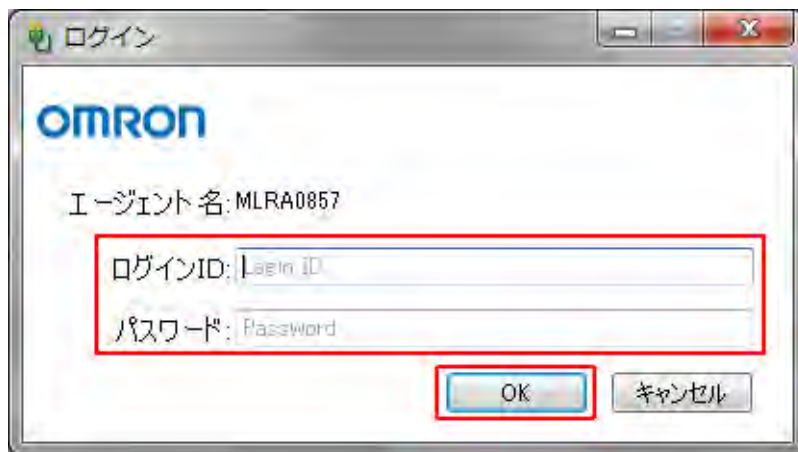 ログイン
OMRON
エージェント名:MLRA0857
ログインID: Login ID
パスワード: Password
OK キャンセル